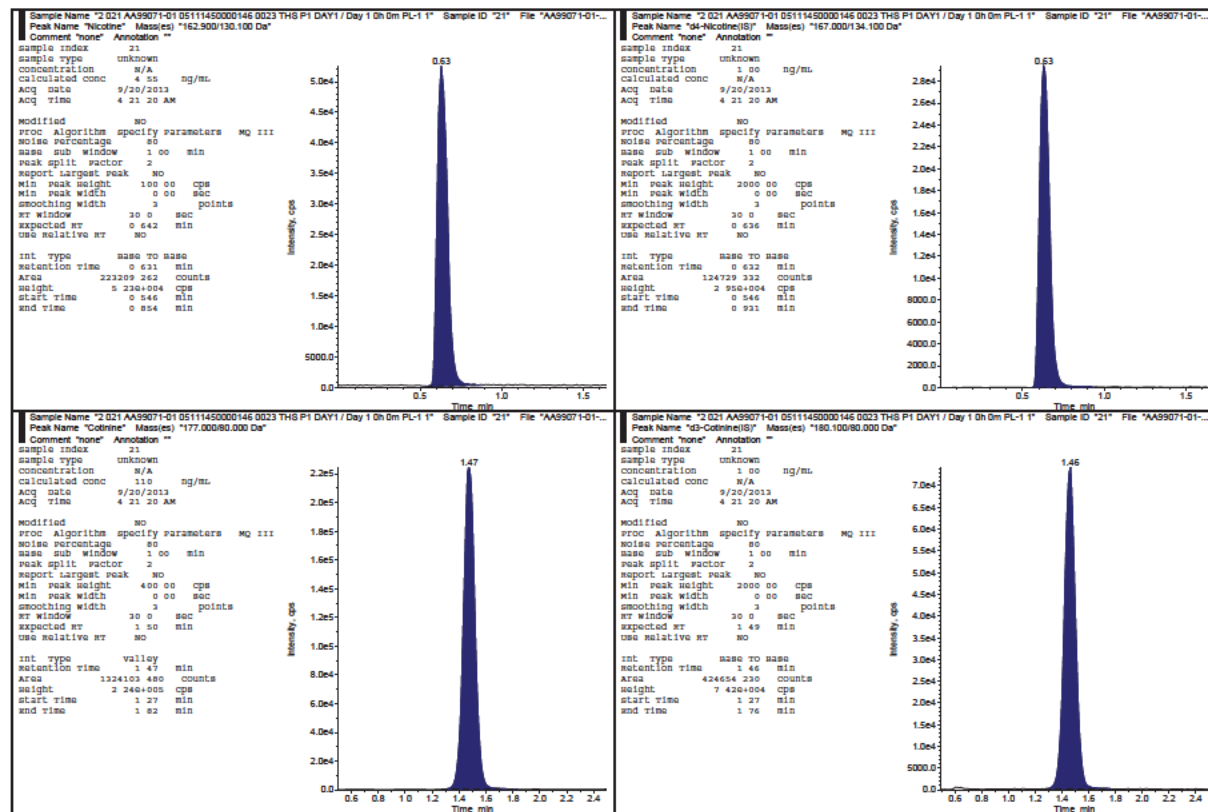 Sample Name "2 021 AA99071-01 05111450000146 0023 THS P1 DAY1 / Day 1 0h 0m PL-1 1" Sample ID "21" File "AA99071-01-...
Peak Name "Nicotine" Mass(es) "162.900/130.100 Da"
Comment "none" Annotation ""
Sample Index 21
Sample Type Unknown
Concentration N/A
Calculated Conc 4 55 ng/mL
Acq Date 9/20/2013
Acq Time 4 21 20 AM
Modified NO
Proc Algorithm Specify Parameters MQ III
Noise Percentage 80
Base Sub Window 1 00 min
Peak Split Factor 2
Report Largest Peak NO
Min Peak Height 100 00 cps
Min Peak Width 0 00 sec
Smoothing Width 3 points
RT Window 30 0 sec
Expected RT 0 642 min
Use Relative RT NO
Int Type Base To Base
Retention Time 0 631 min
Area 223209 262 counts
Height 5 23e+004 cps
Start Time 0 546 min
End Time 0 854 min
0.63
5.0e4
4.5e4
4.0e4
3.5e4
3.0e4
2.5e4
2.0e4
1.5e4
1.0e4
5000.0
0.0
Intensity, cps
0.5 1.0 1.5
Time min
Sample Name "2 021 AA99071-01 05111450000146 0023 THS P1 DAY1 / Day 1 0h 0m PL-1 1" Sample ID "21" File "AA99071-01-...
Peak Name "d4-Nicotine(IS)" Mass(es) "167.000/134.100 Da"
Comment "none" Annotation ""
Sample Index 21
Sample Type Unknown
Concentration 1 00 ng/mL
Calculated Conc N/A
Acq Date 9/20/2013
Acq Time 4 21 20 AM
Modified NO
Proc Algorithm Specify Parameters MQ III
Noise Percentage 80
Base Sub Window 1 00 min
Peak Split Factor 2
Report Largest Peak NO
Min Peak Height 2000 00 cps
Min Peak Width 0 00 sec
Smoothing Width 3 points
RT Window 30 0 sec
Expected RT 0 636 min
Use Relative RT NO
Int Type Base To Base
Retention Time 0 632 min
Area 124729 332 counts
Height 2 95e+004 cps
Start Time 0 546 min
End Time 0 931 min
0.63
2.8e4
2.6e4
2.4e4
2.2e4
2.0e4
1.8e4
1.6e4
1.4e4
1.2e4
1.0e4
8000.0
6000.0
4000.0
2000.0
0.0
Intensity, cps
0.5 1.0 1.5
Time min
Sample Name "2 021 AA99071-01 05111450000146 0023 THS P1 DAY1 / Day 1 0h 0m PL-1 1" Sample ID "21" File "AA99071-01-...
Peak Name "Cotinine" Mass(es) "177.000/80.000 Da"
Comment "none" Annotation ""
Sample Index 21
Sample Type Unknown
Concentration N/A
Calculated Conc 110 ng/mL
Acq Date 9/20/2013
Acq Time 4 21 20 AM
Modified NO
Proc Algorithm Specify Parameters MQ III
Noise Percentage 80
Base Sub Window 1 00 min
Peak Split Factor 2
Report Largest Peak NO
Min Peak Height 400 00 cps
Min Peak Width 0 00 sec
Smoothing Width 3 points
RT Window 30 0 sec
Expected RT 1 50 min
Use Relative RT NO
Int Type Valley
Retention Time 1 47 min
Area 1324103 480 counts
Height 2 24e+005 cps
Start Time 1 27 min
End Time 1 82 min
1.47
2.2e5
2.0e5
1.8e5
1.6e5
1.4e5
1.2e5
1.0e5
8.0e4
6.0e4
4.0e4
2.0e4
0.0
Intensity, cps
0.6 0.8 1.0 1.2 1.4 1.6 1.8 2.0 2.2 2.4
Time min
Sample Name "2 021 AA99071-01 05111450000146 0023 THS P1 DAY1 / Day 1 0h 0m PL-1 1" Sample ID "21" File "AA99071-01-...
Peak Name "d3-Cotinine(IS)" Mass(es) "180.100/80.000 Da"
Comment "none" Annotation ""
Sample Index 21
Sample Type Unknown
Concentration 1 00 ng/mL
Calculated Conc N/A
Acq Date 9/20/2013
Acq Time 4 21 20 AM
Modified NO
Proc Algorithm Specify Parameters MQ III
Noise Percentage 80
Base Sub Window 1 00 min
Peak Split Factor 2
Report Largest Peak NO
Min Peak Height 2000 00 cps
Min Peak Width 0 00 sec
Smoothing Width 3 points
RT Window 30 0 sec
Expected RT 1 49 min
Use Relative RT NO
Int Type Base To Base
Retention Time 1 46 min
Area 424654 230 counts
Height 7 42e+004 cps
Start Time 1 27 min
End Time 1 76 min
1.46
7.0e4
6.5e4
6.0e4
5.5e4
5.0e4
4.5e4
4.0e4
3.5e4
3.0e4
2.5e4
2.0e4
1.5e4
1.0e4
5000.0
0.0
Intensity, cps
0.6 0.8 1.0 1.2 1.4 1.6 1.8 2.0 2.2 2.4
Time min